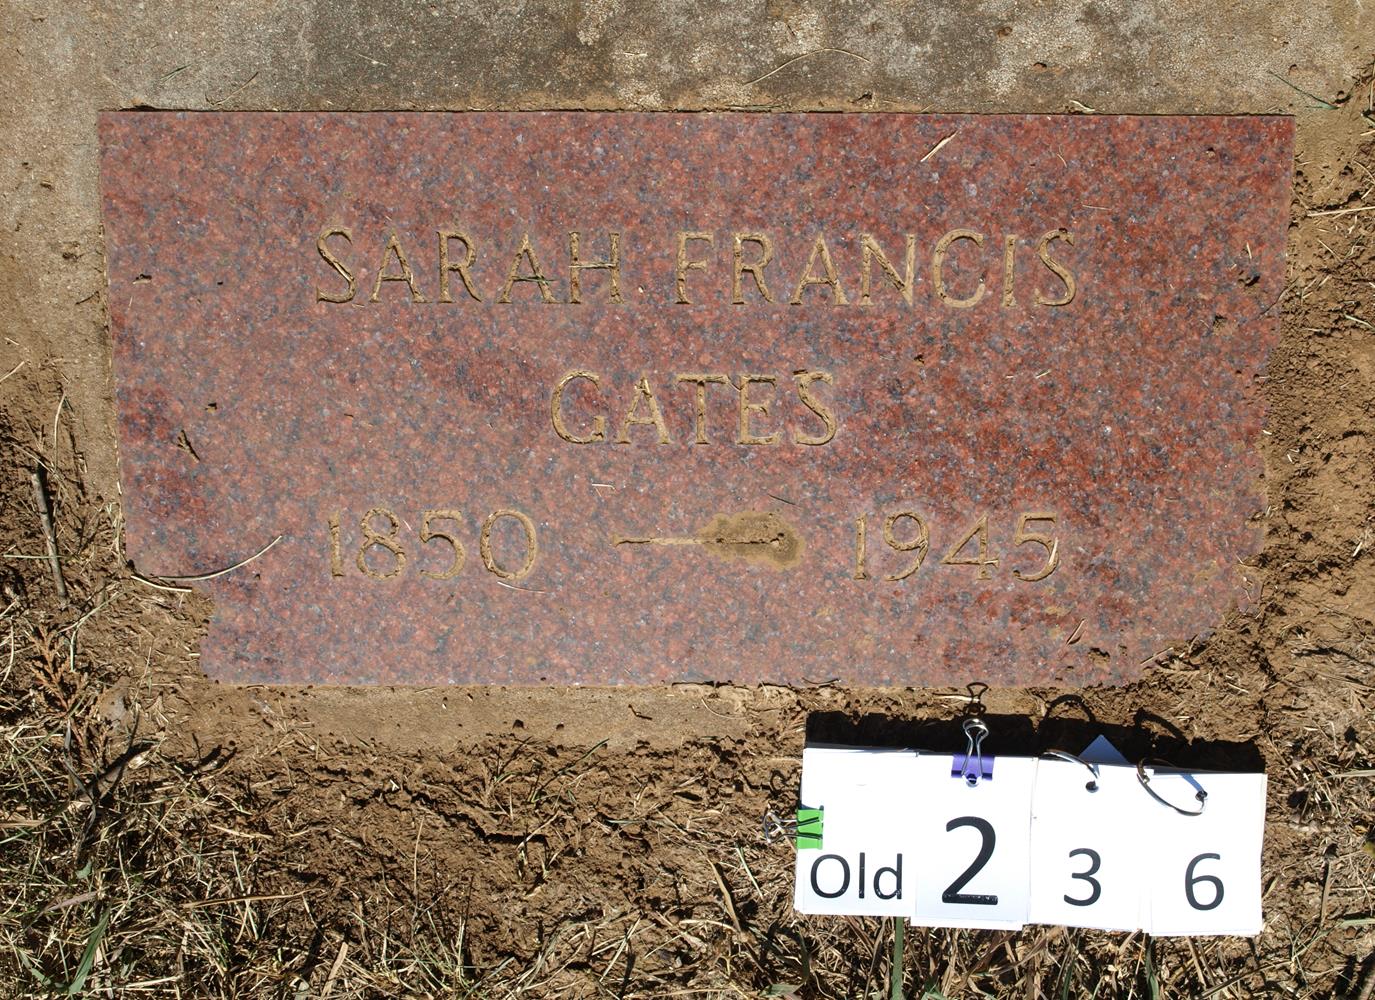 SARAH FRANCIS
GATES
1850 — 1945
Old 2 3 6